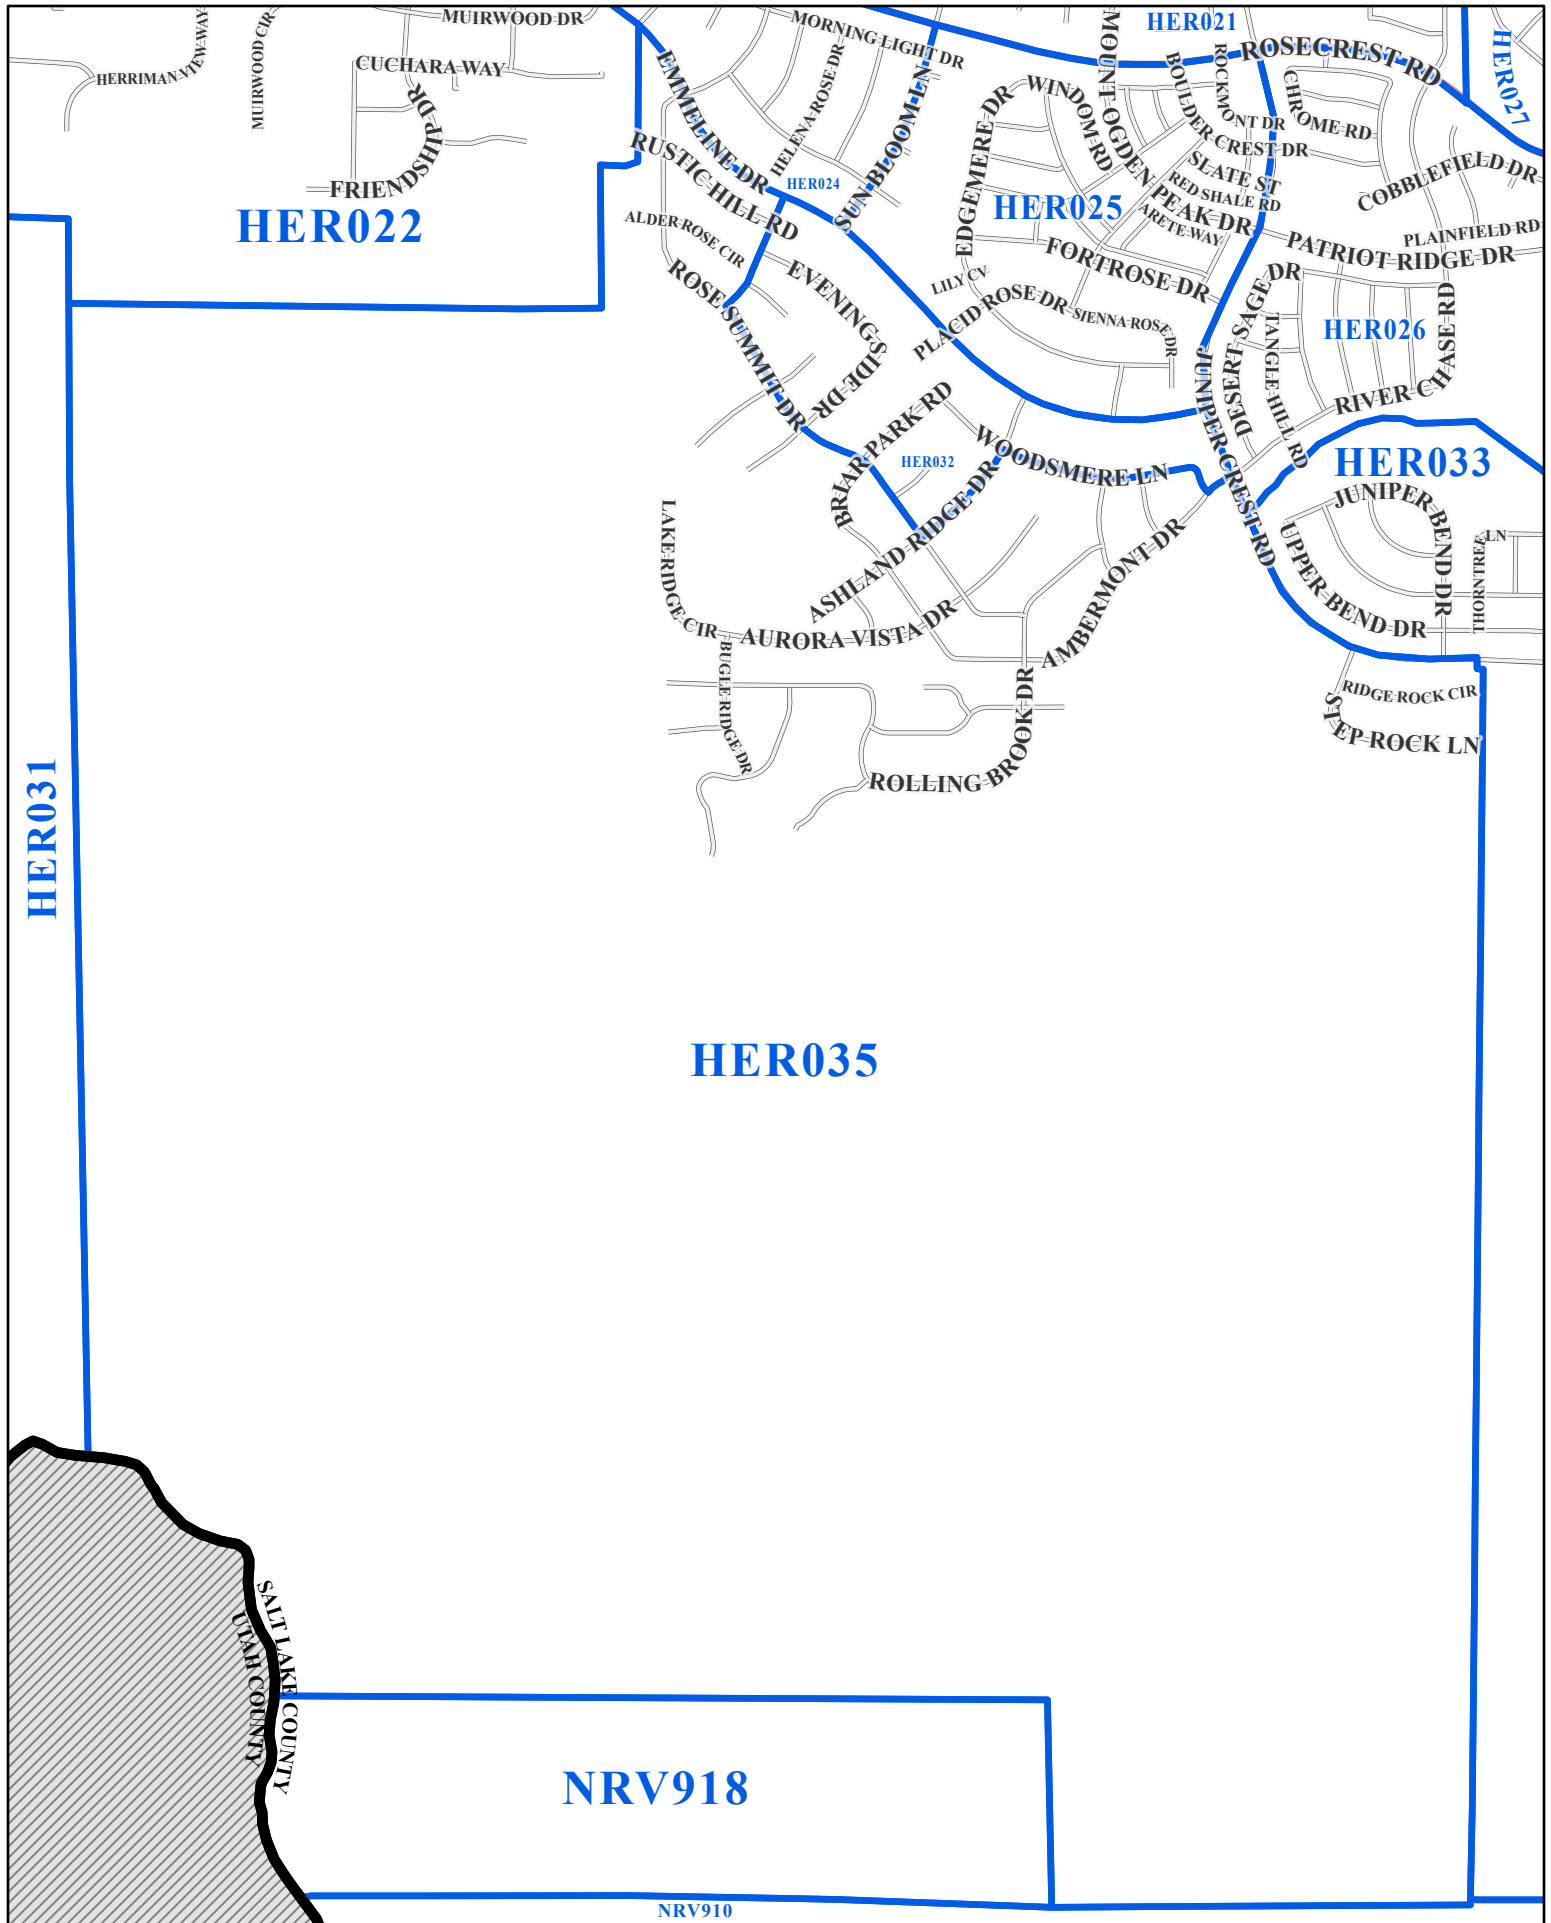 MUIRWOOD DR
HERRIMAN VIEW WAY
MUIRWOOD CIR
CUCHARA WAY
FRIENDSHIP DR
HER022
MORNING LIGHT DR
EMMELINE DR
HELENA ROSE DR
SUN BLOOM LN
RUSTIC HILL RD
HER024
ALDER ROSE CIR
ROSE SUMMIT DR
EVENING SIDE DR
HER021
HER027
ROSECREST RD
MOUNT OGDEN PEAK DR
WINDOM RD
EDGEMERE DR
BOULDER CREST DR
ROCKMONT DR
CHROME RD
SLATE ST
RED SHALE RD
ARETE WAY
COBBLEFIELD DR
HER025
PLAINFIELD RD
PATRIOT RIDGE DR
FORTROSE DR
LILY CV
PLACID ROSE DR
SIENNA ROSE DR
DESERT SAGE DR
TANGLE HILL RD
HER026
RIVER CHASE RD
JUNIPER CREST RD
BRIAR PARK RD
WOODSMERE LN
HER032
HER033
ASHLAND RIDGE DR
JUNIPER BEND DR
UPPER BEND DR
THORNTREE LN
LAKE RIDGE CIR
AURORA VISTA DR
AMBERMONT DR
BUGLE RIDGE DR
ROLLING BROOK DR
RIDGE ROCK CIR
STEP ROCK LN
HER031
HER035
SALT LAKE COUNTY
UTAH COUNTY
NRV918
NRV910